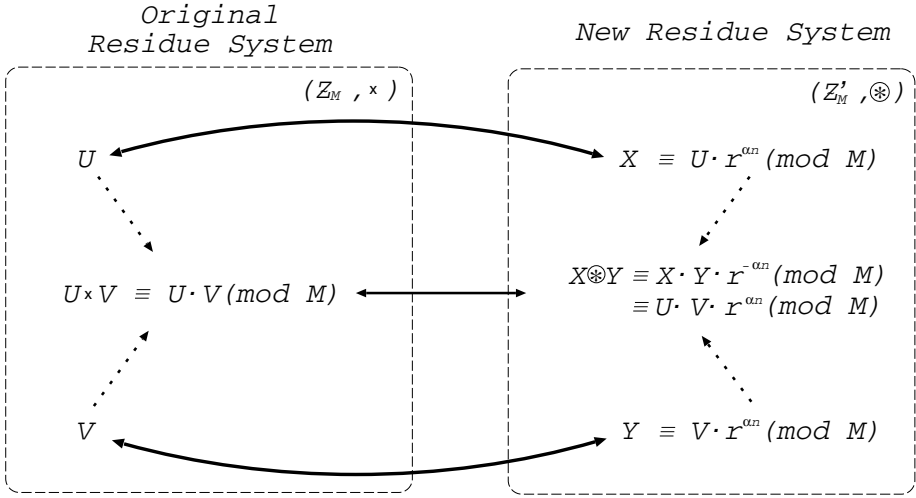 Original
Residue System
New Residue System
(Z_M , × )
(Z'_M ,⊛)
U
X ≡ U· r^αn (mod M)
U×V ≡ U·V(mod M)
X⊛Y ≡ X· Y· r^-αn (mod M)
≡ U· V· r^αn (mod M)
V
Y ≡ V· r^αn (mod M)